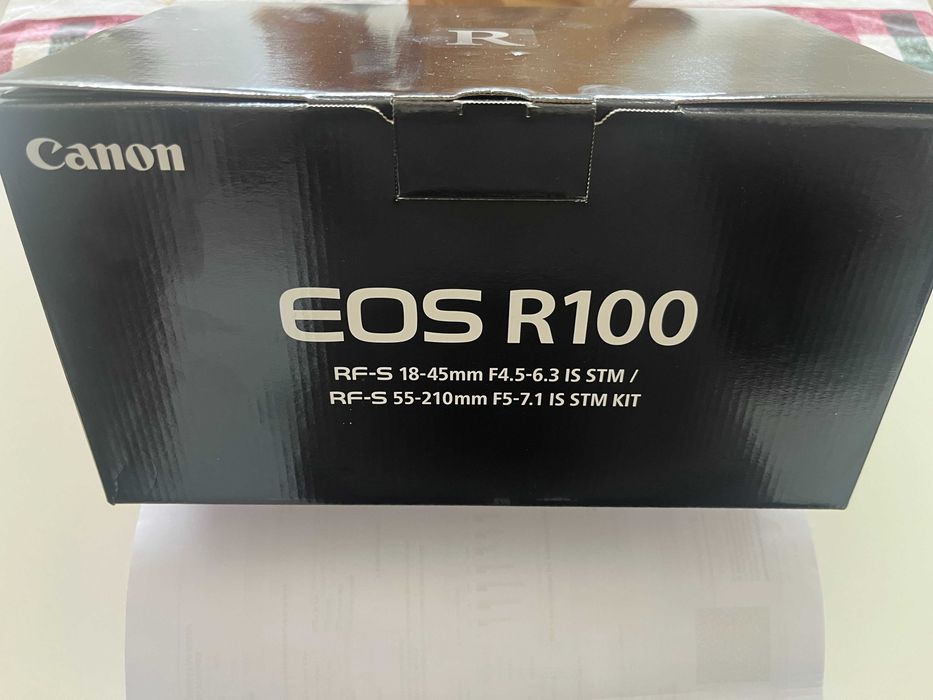 R
Canon
EOS R100
RF-S 18-45mm F4.5-6.3 IS STM /
RF-S 55-210mm F5-7.1 IS STM KIT